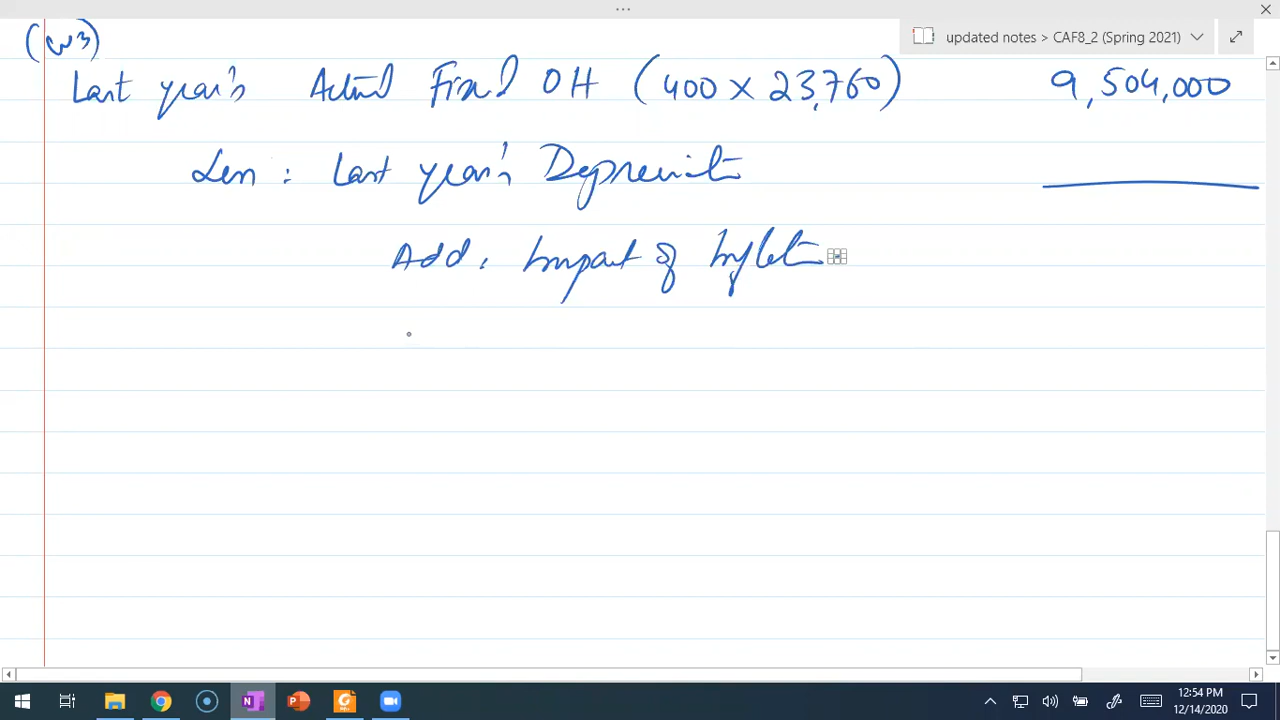 ...
updated notes > CAF8_2 (Spring 2021)
(W3)
Last year's Actual Fixed OH (400 × 23,760) 9,504,000
Less : Last year's Depreciation
Add : Impact of Inflation
12:54 PM
12/14/2020